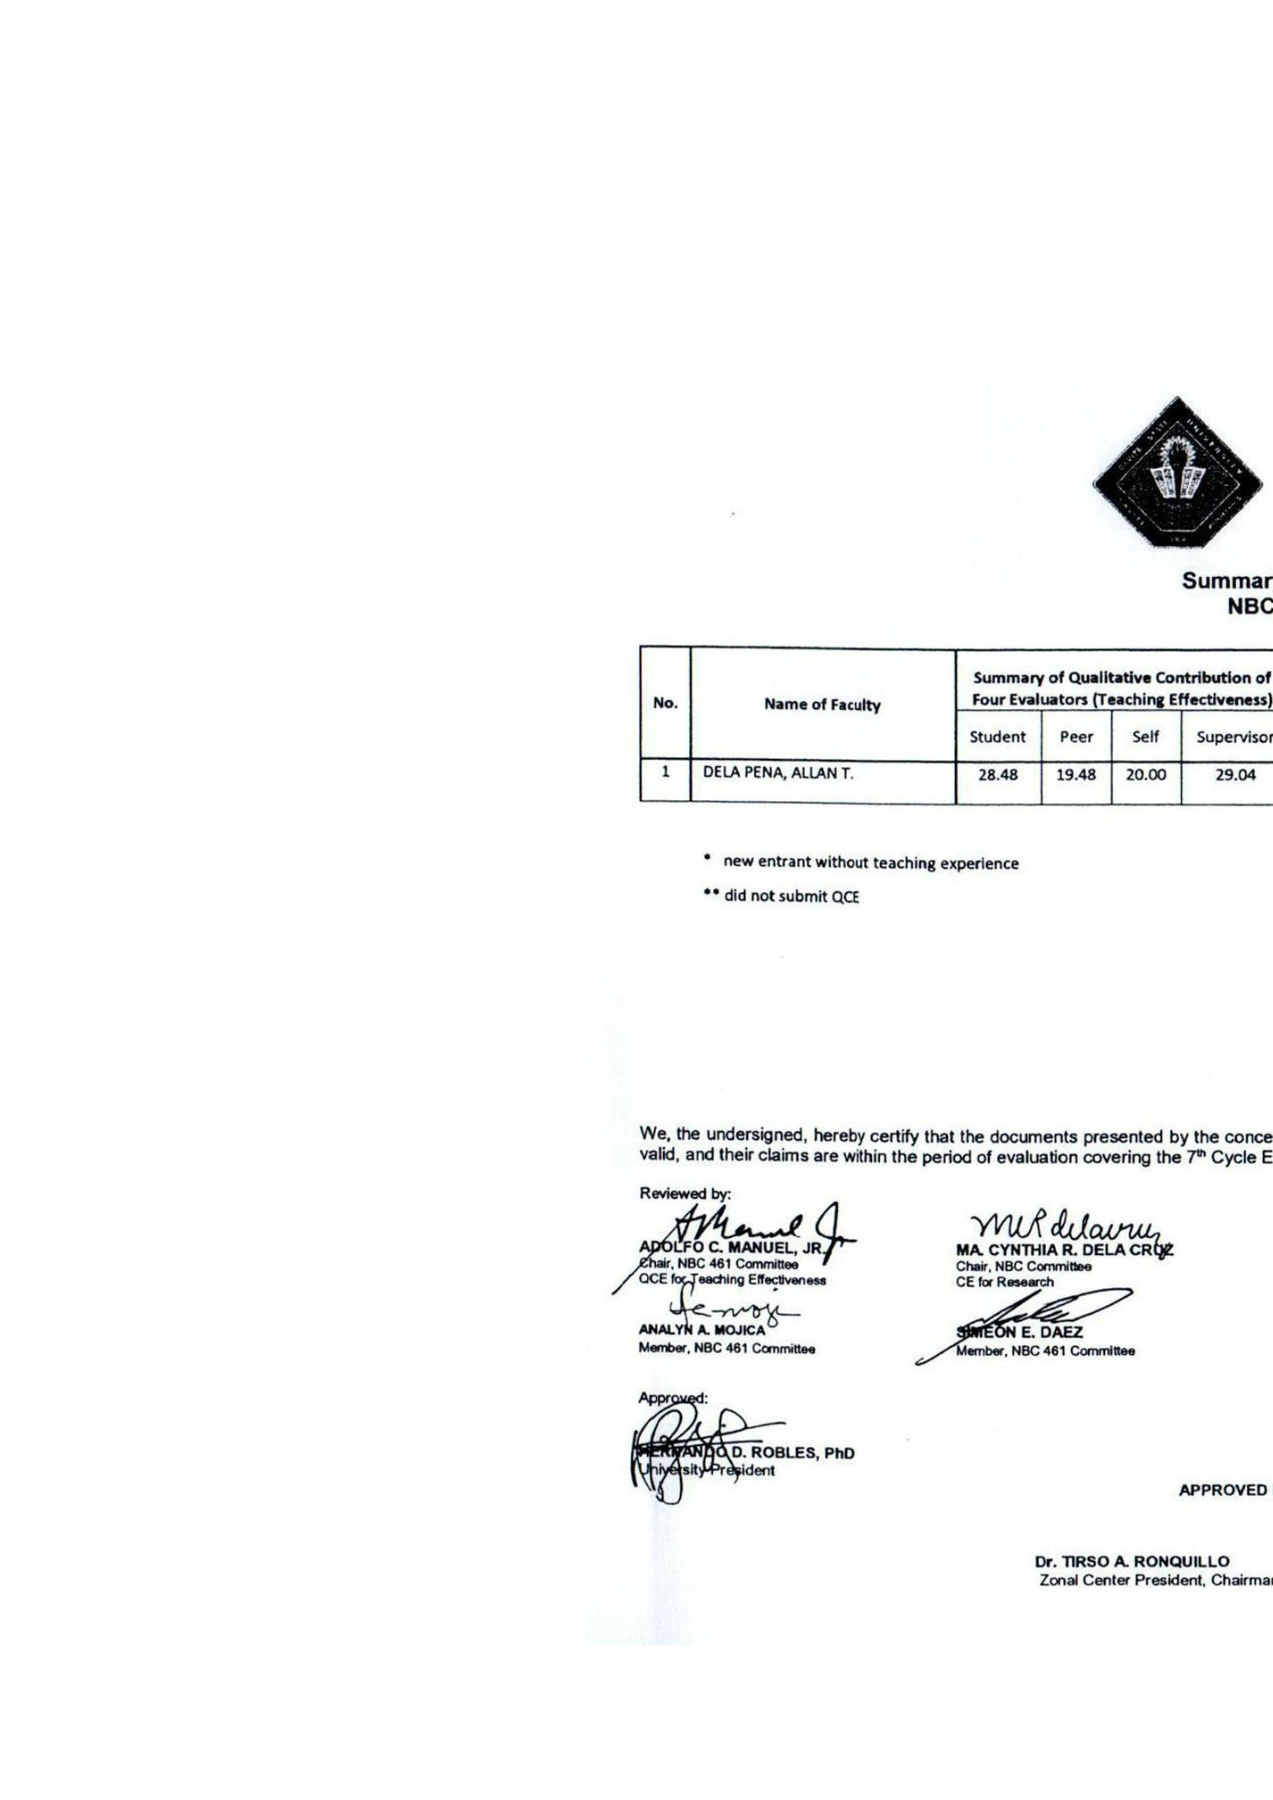 CAVITE STATE UNIVERSITY
Summar
NBC
No.
Name of Faculty
Summary of Qualitative Contribution of
Four Evaluators (Teaching Effectiveness)
Student Peer Self Supervisor
1 DELA PENA, ALLAN T. 28.48 19.48 20.00 29.04
* new entrant without teaching experience
** did not submit QCE
We, the undersigned, hereby certify that the documents presented by the conce
valid, and their claims are within the period of evaluation covering the 7th Cycle E
Reviewed by:
ADOLFO C. MANUEL, JR. MA. CYNTHIA R. DELA CRUZ
Chair, NBC 461 Committee Chair, NBC Committee
QCE for Teaching Effectiveness CE for Research
ANALYN A. MOJICA SIMEON E. DAEZ
Member, NBC 461 Committee Member, NBC 461 Committee
Approved:
HERNANDO D. ROBLES, PhD
University President
APPROVED
Dr. TIRSO A. RONQUILLO
Zonal Center President, Chairma